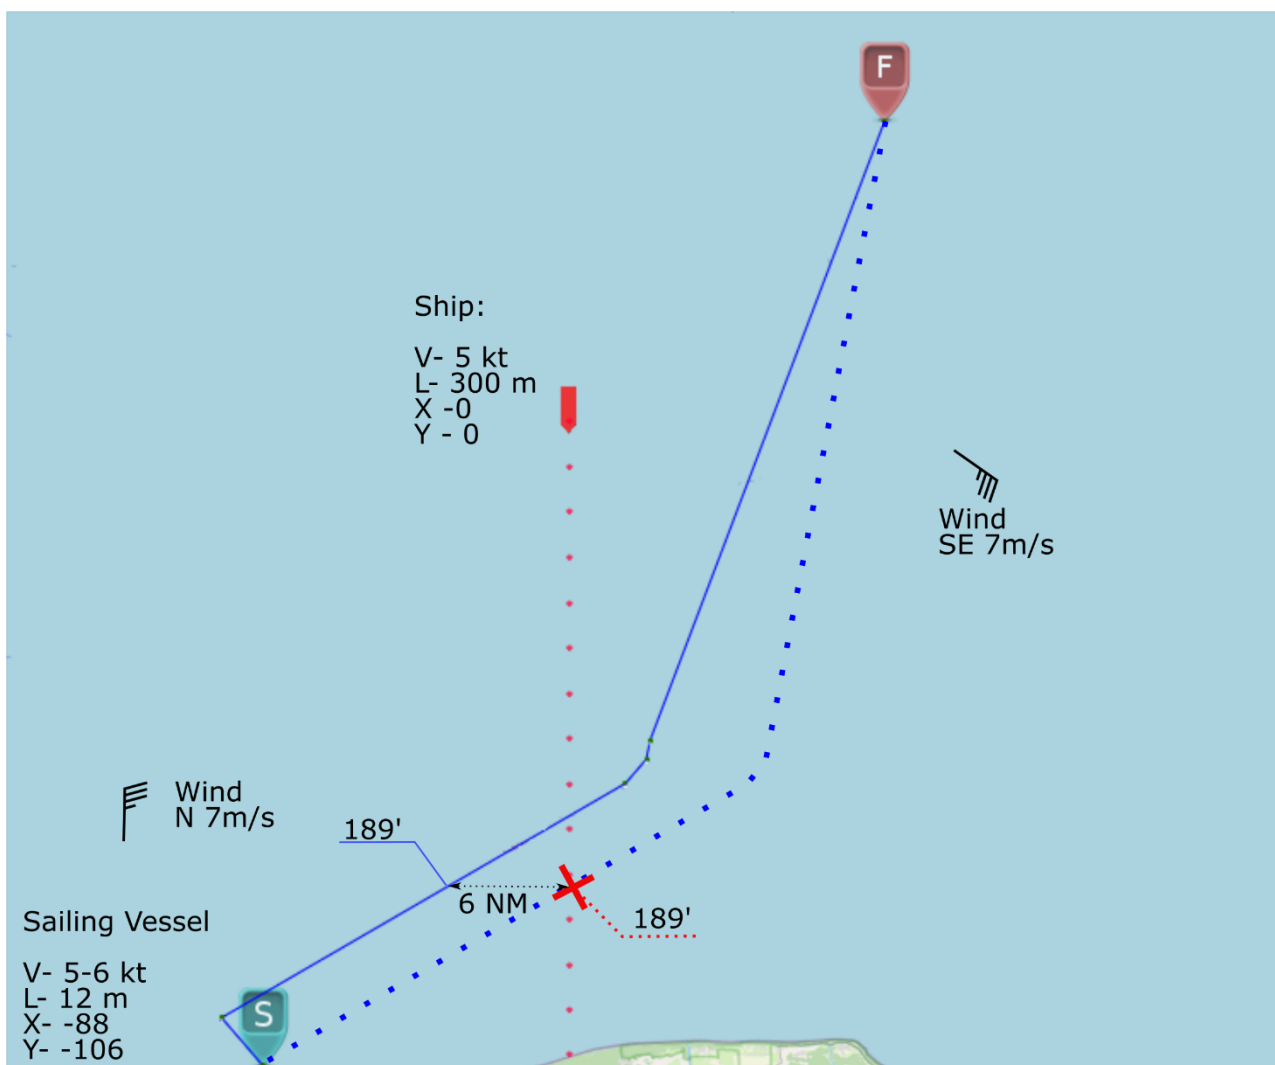 F
Ship:
V- 5 kt
L- 300 m
X -0
Y - 0
Wind
SE 7m/s
Wind
N 7m/s
189'
6 NM
189'
Sailing Vessel
V- 5-6 kt
L- 12 m
X- -88
Y- -106
S